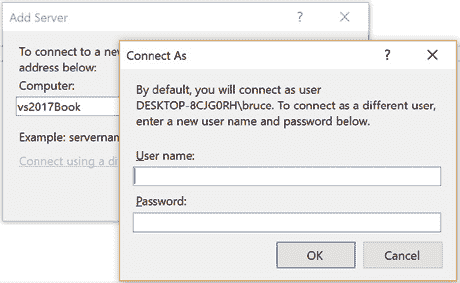 Add Server
?
To connect to a new
address below:
Computer:
vs2017Book
Example: servername
Connect using a di
Connect As
?
By default, you will connect as user
DESKTOP-8CJG0RH\bruce. To connect as a different user,
enter a new user name and password below.
User name:
Password:
OK
Cancel